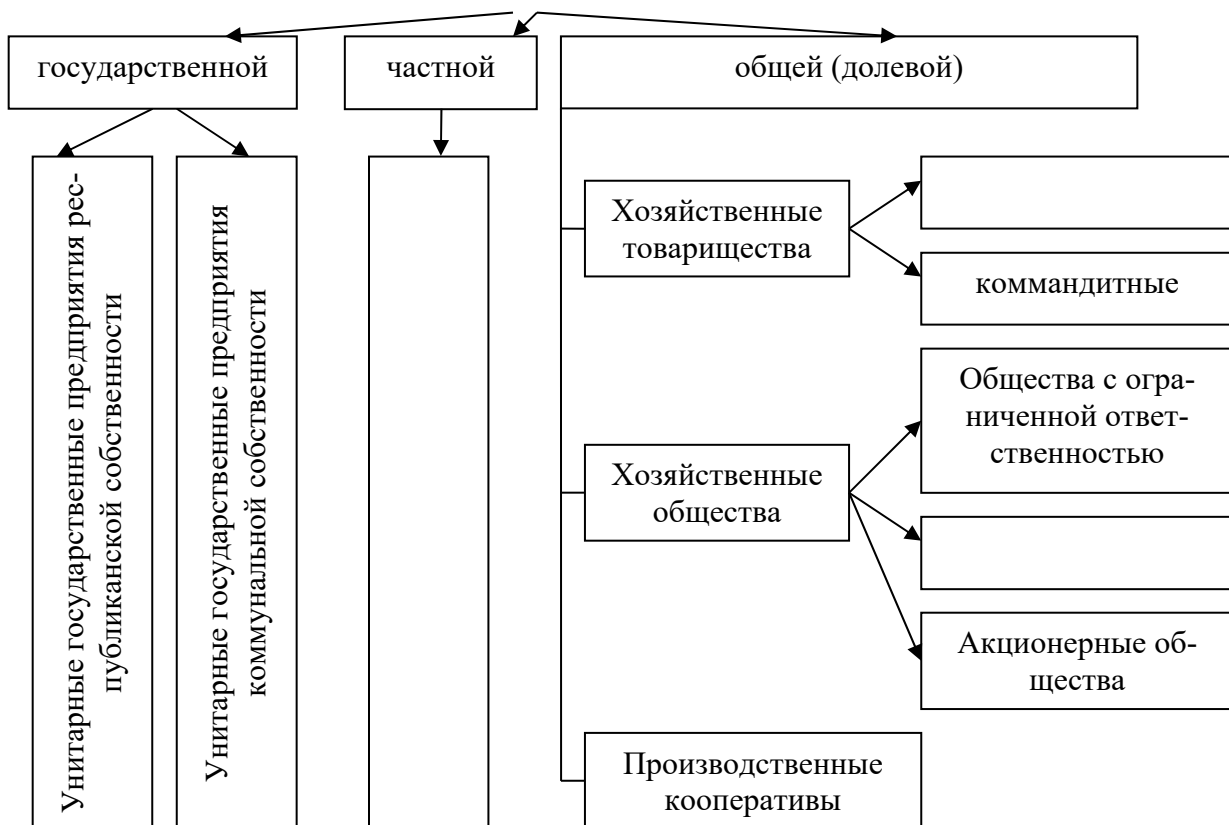 государственной
частной
общей (долевой)
Унитарные государственные предприятия рес-
публиканской собственности
Унитарные государственные предприятия
коммунальной собственности
Хозяйственные
товарищества
коммандитные
Общества с огра-
ниченной ответ-
ственностью
Хозяйственные
общества
Акционерные об-
щества
Производственные
кооперативы